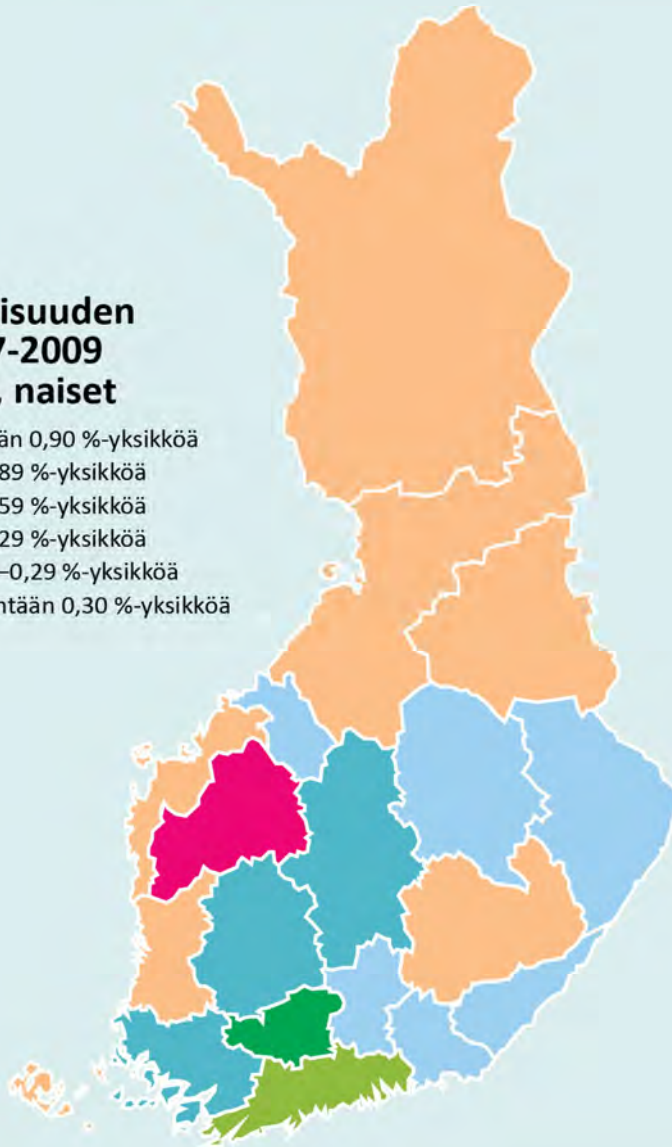 isuuden
7-2009
, naiset
än 0,90 %-yksikköä
89 %-yksikköä
59 %-yksikköä
29 %-yksikköä
–0,29 %-yksikköä
ntään 0,30 %-yksikköä